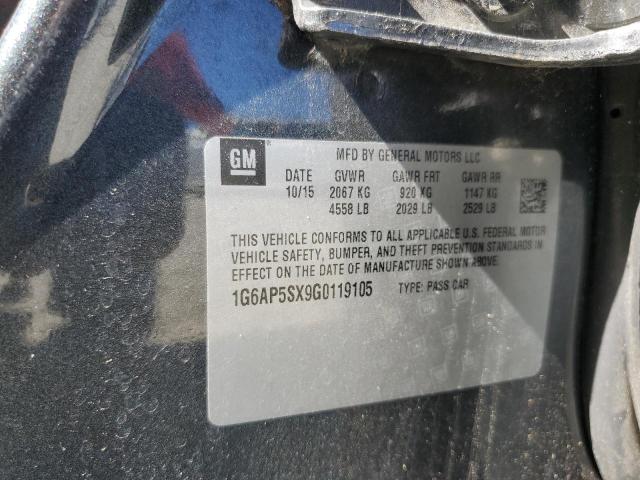 GM
MFD BY GENERAL MOTORS LLC
DATE GVWR GAWR FRT GAWR RR
10/15 2067 KG 920 KG 1147 KG
4558 LB 2029 LB 2529 LB
THIS VEHICLE CONFORMS TO ALL APPLICABLE U.S. FEDERAL MOTOR
VEHICLE SAFETY, BUMPER, AND THEFT PREVENTION STANDARDS IN
EFFECT ON THE DATE OF MANUFACTURE SHOWN ABOVE.
1G6AP5SX9G0119105 TYPE: PASS CAR